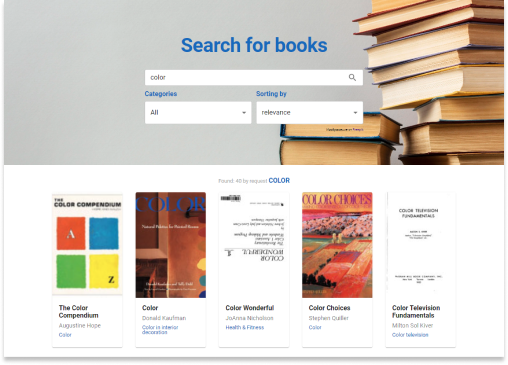 Search for books
color
Categories
Sorting by
All
relevance
Found: 40 by request COLOR
THE
COLOR COMPENDIUM
A
Z
COLOR
Natural Palettes for Painted Rooms
COLOR
WONDERFUL
COLOR CHOICES
COLOR TELEVISION
FUNDAMENTALS
The Color
Compendium
Augustine Hope
Color
Color
Donald Kaufman
Color in interior
decoration
Color Wonderful
JoAnna Nicholson
Health & Fitness
Color Choices
Stephen Quiller
Color
Color Television
Fundamentals
Milton Sol Kiver
Color television